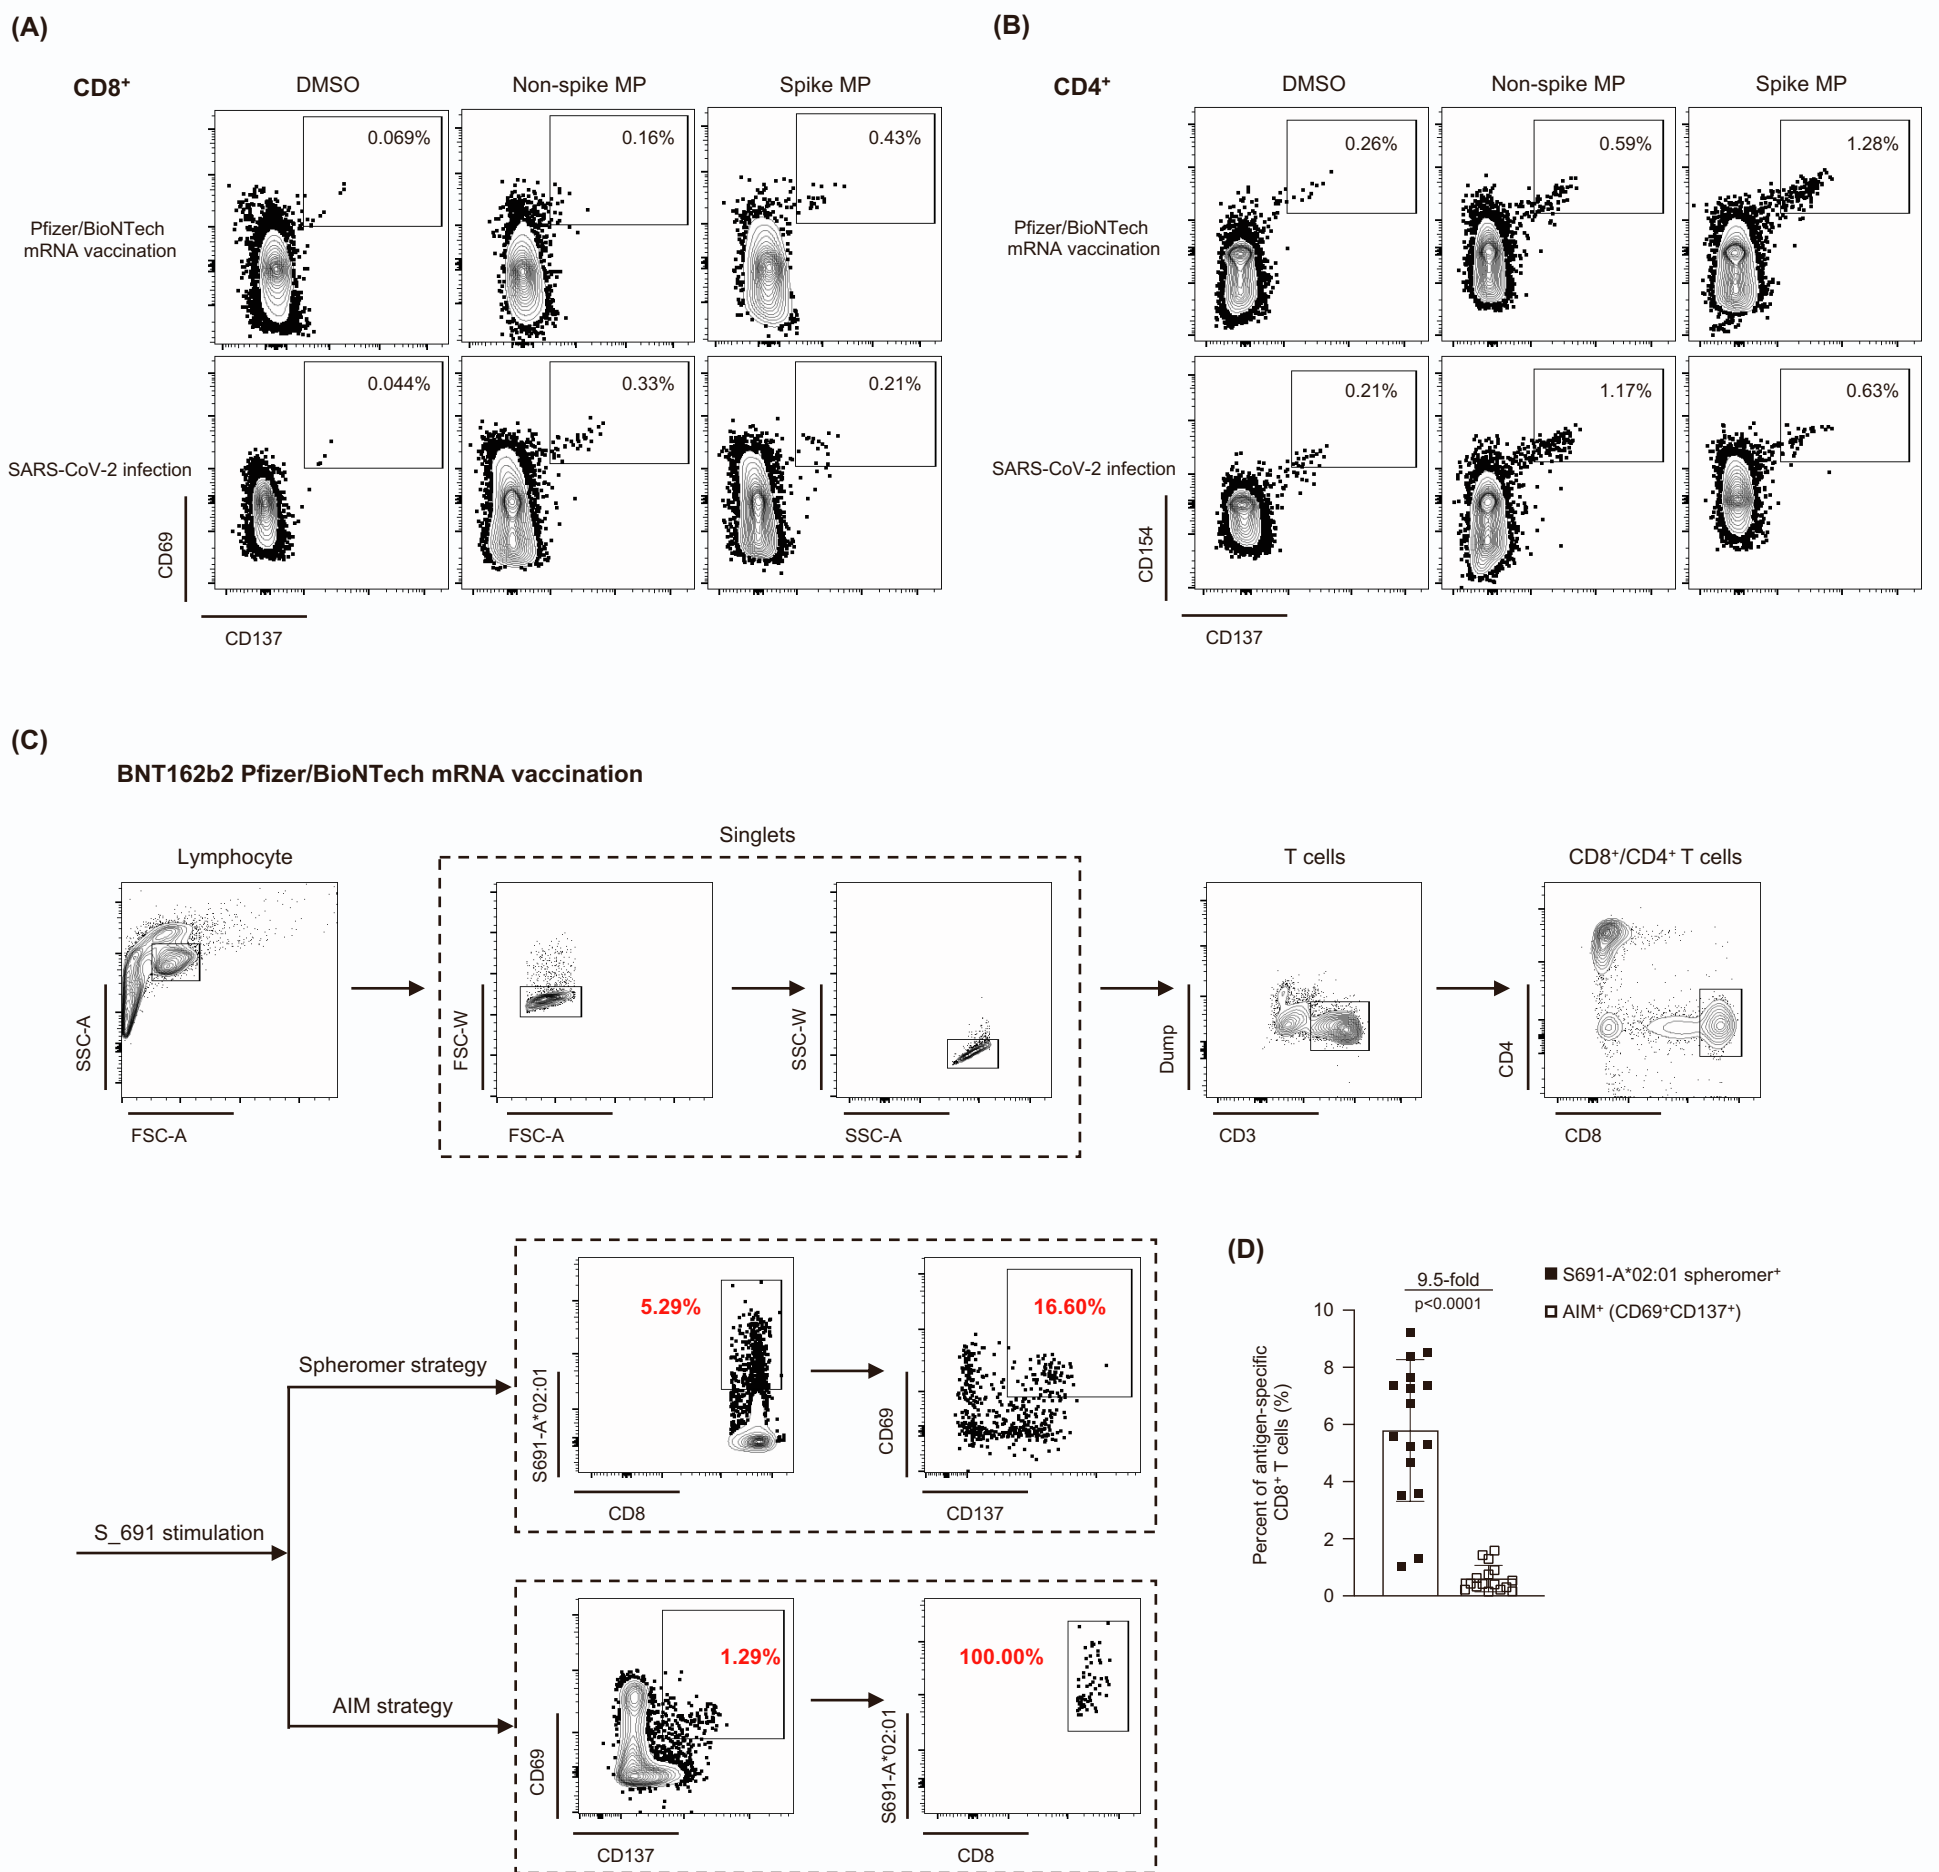 (A)
CD8⁺
DMSO
Non-spike MP
Spike MP
Pfizer/BioNTech
mRNA vaccination
0.069%
0.16%
0.43%
SARS-CoV-2 infection
0.044%
0.33%
0.21%
CD69
CD137
(B)
CD4⁺
DMSO
Non-spike MP
Spike MP
Pfizer/BioNTech
mRNA vaccination
0.26%
0.59%
1.28%
SARS-CoV-2 infection
0.21%
1.17%
0.63%
CD154
CD137
(C)
BNT162b2 Pfizer/BioNTech mRNA vaccination
Lymphocyte
Singlets
T cells
CD8⁺/CD4⁺ T cells
SSC-A
FSC-A
FSC-W
FSC-A
SSC-W
SSC-A
Dump
CD3
CD4
CD8
S_691 stimulation
Spheromer strategy
5.29%
S691-A*02:01
CD8
16.60%
CD69
CD137
AIM strategy
1.29%
CD69
CD137
100.00%
S691-A*02:01
CD8
(D)
S691-A*02:01 spheromer⁺
AIM⁺ (CD69⁺CD137⁺)
9.5-fold
p<0.0001
Percent of antigen-specific
CD8⁺ T cells (%)
10
8
6
4
2
0